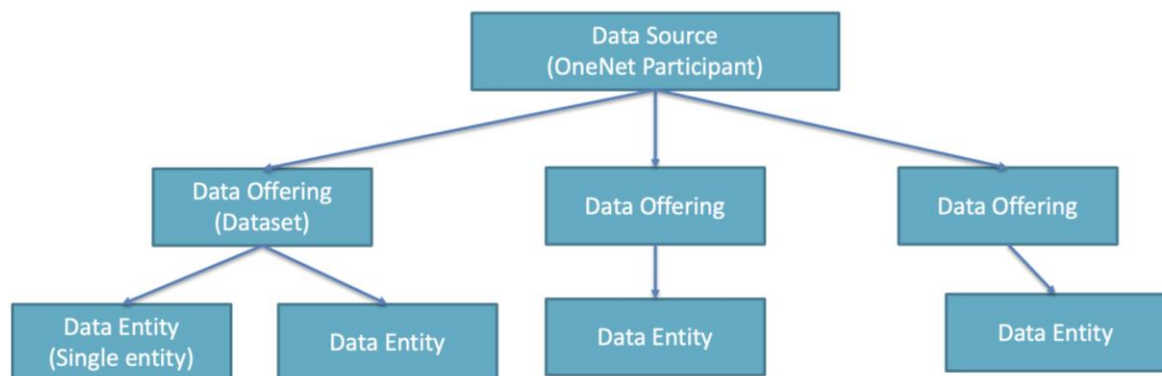 Data Source
(OneNet Participant)
Data Offering
(Dataset)
Data Offering
Data Offering
Data Entity
(Single entity)
Data Entity
Data Entity
Data Entity